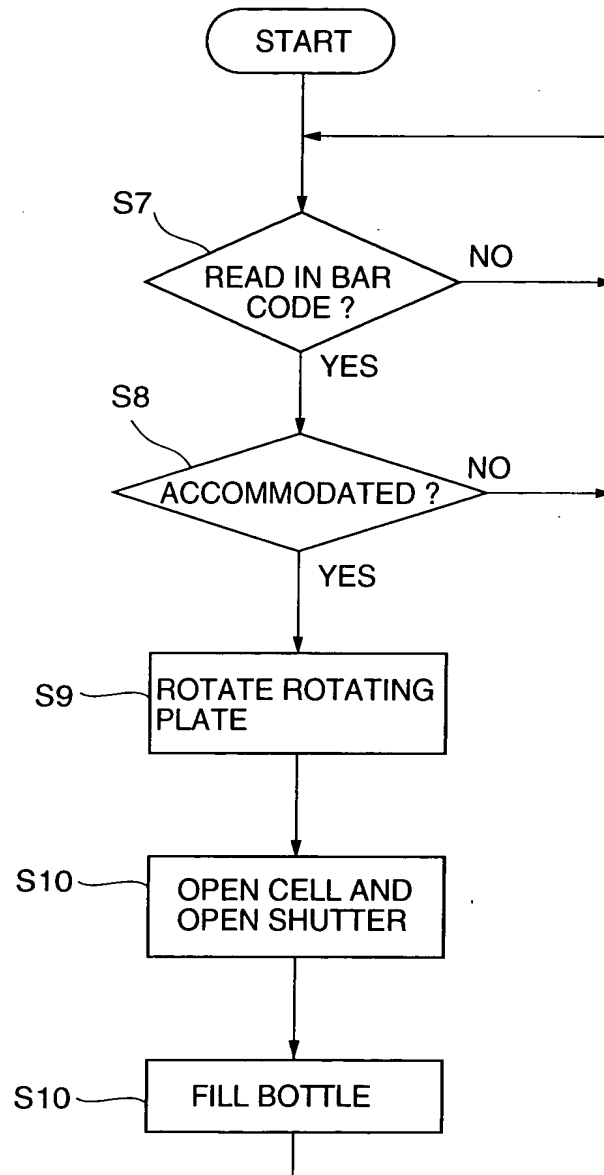 START
S7
READ IN BAR
CODE ?
NO
YES
S8
ACCOMMODATED ?
NO
YES
S9
ROTATE ROTATING
PLATE
S10
OPEN CELL AND
OPEN SHUTTER
S10
FILL BOTTLE